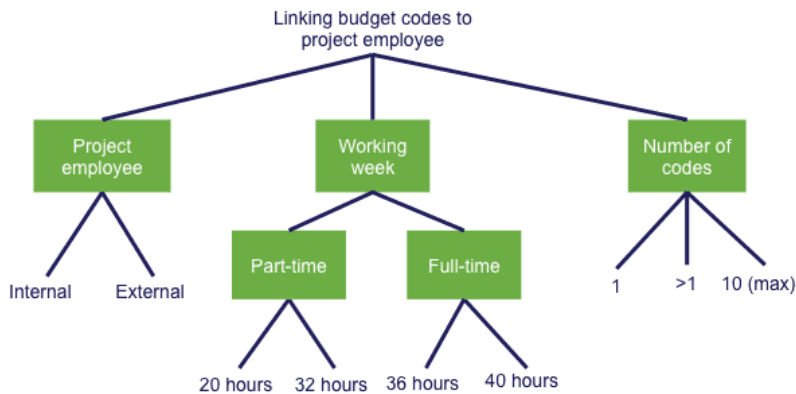 Linking budget codes to
project employee
Project
employee
Working
week
Number of
codes
Part-time
Full-time
Internal
External
1
>1
10 (max)
20 hours
32 hours
36 hours
40 hours